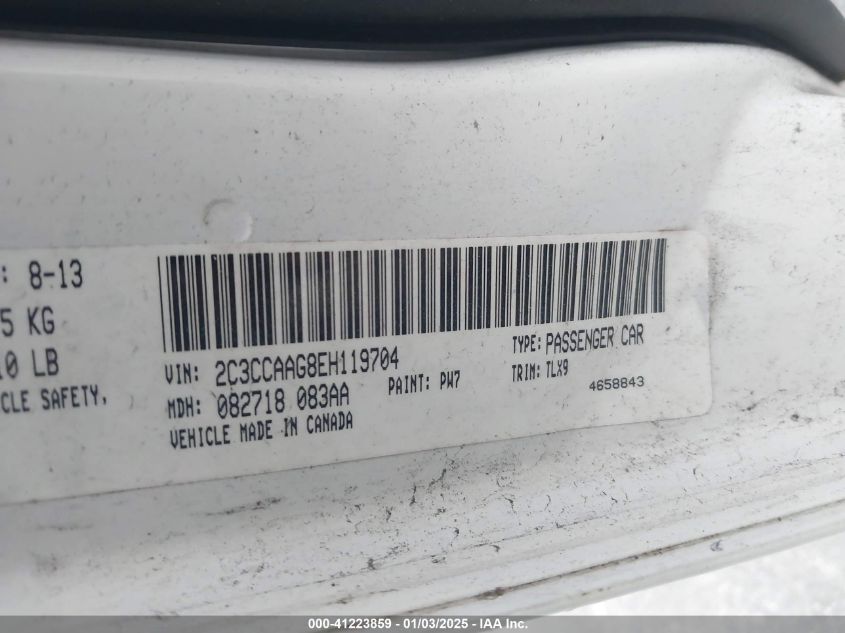 : 8-13
5 KG
10 LB
CLE SAFETY,
VIN: 2C3CCAAG8EH119704
TYPE: PASSENGER CAR
PAINT: PW7
TRIM: TLX9
MDH: 082718 083AA
4658843
VEHICLE MADE IN CANADA
000-41223859 - 01/03/2025 - IAA Inc.